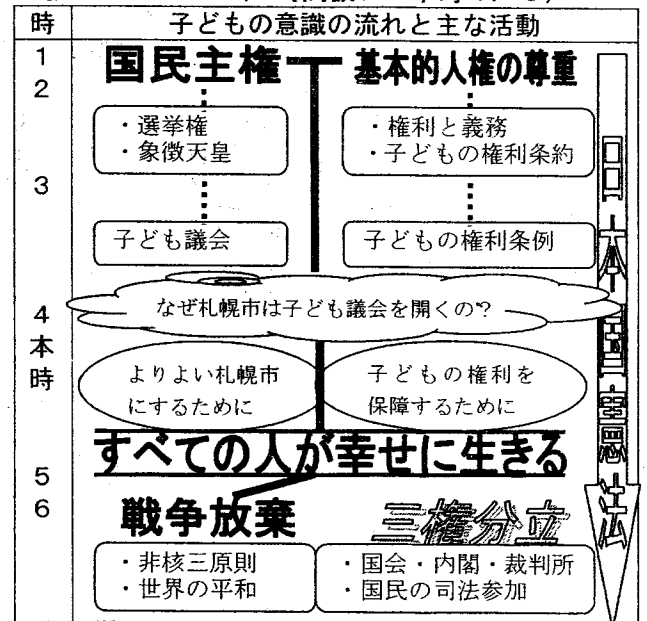 時 子どもの意識の流れと主な活動
1
2
国民主権 基本的人権の尊重
・選挙権
・象徴天皇
・権利と義務
・子どもの権利条約
3
子ども議会
子どもの権利条例
なぜ札幌市は子ども議会を開くの？
4
本
時
よりよい札幌市
にするために
子どもの権利を
保障するために
すべての人が幸せに生きる
5
6
戦争放棄
三権分立
・非核三原則
・世界の平和
・国会・内閣・裁判所
・国民の司法参加
日本国憲法